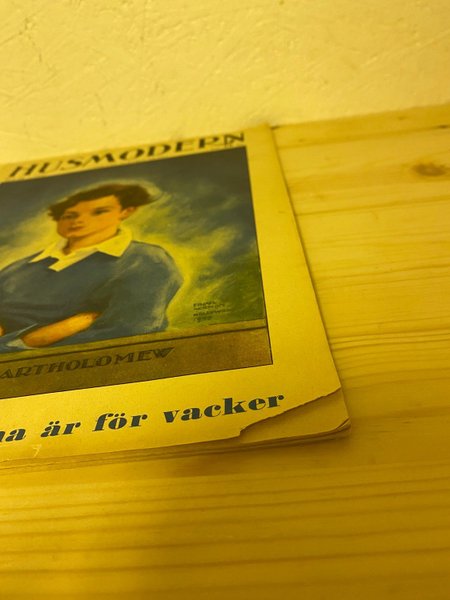 HUSMODERN
ARTHOLOMEW
na är för vacker